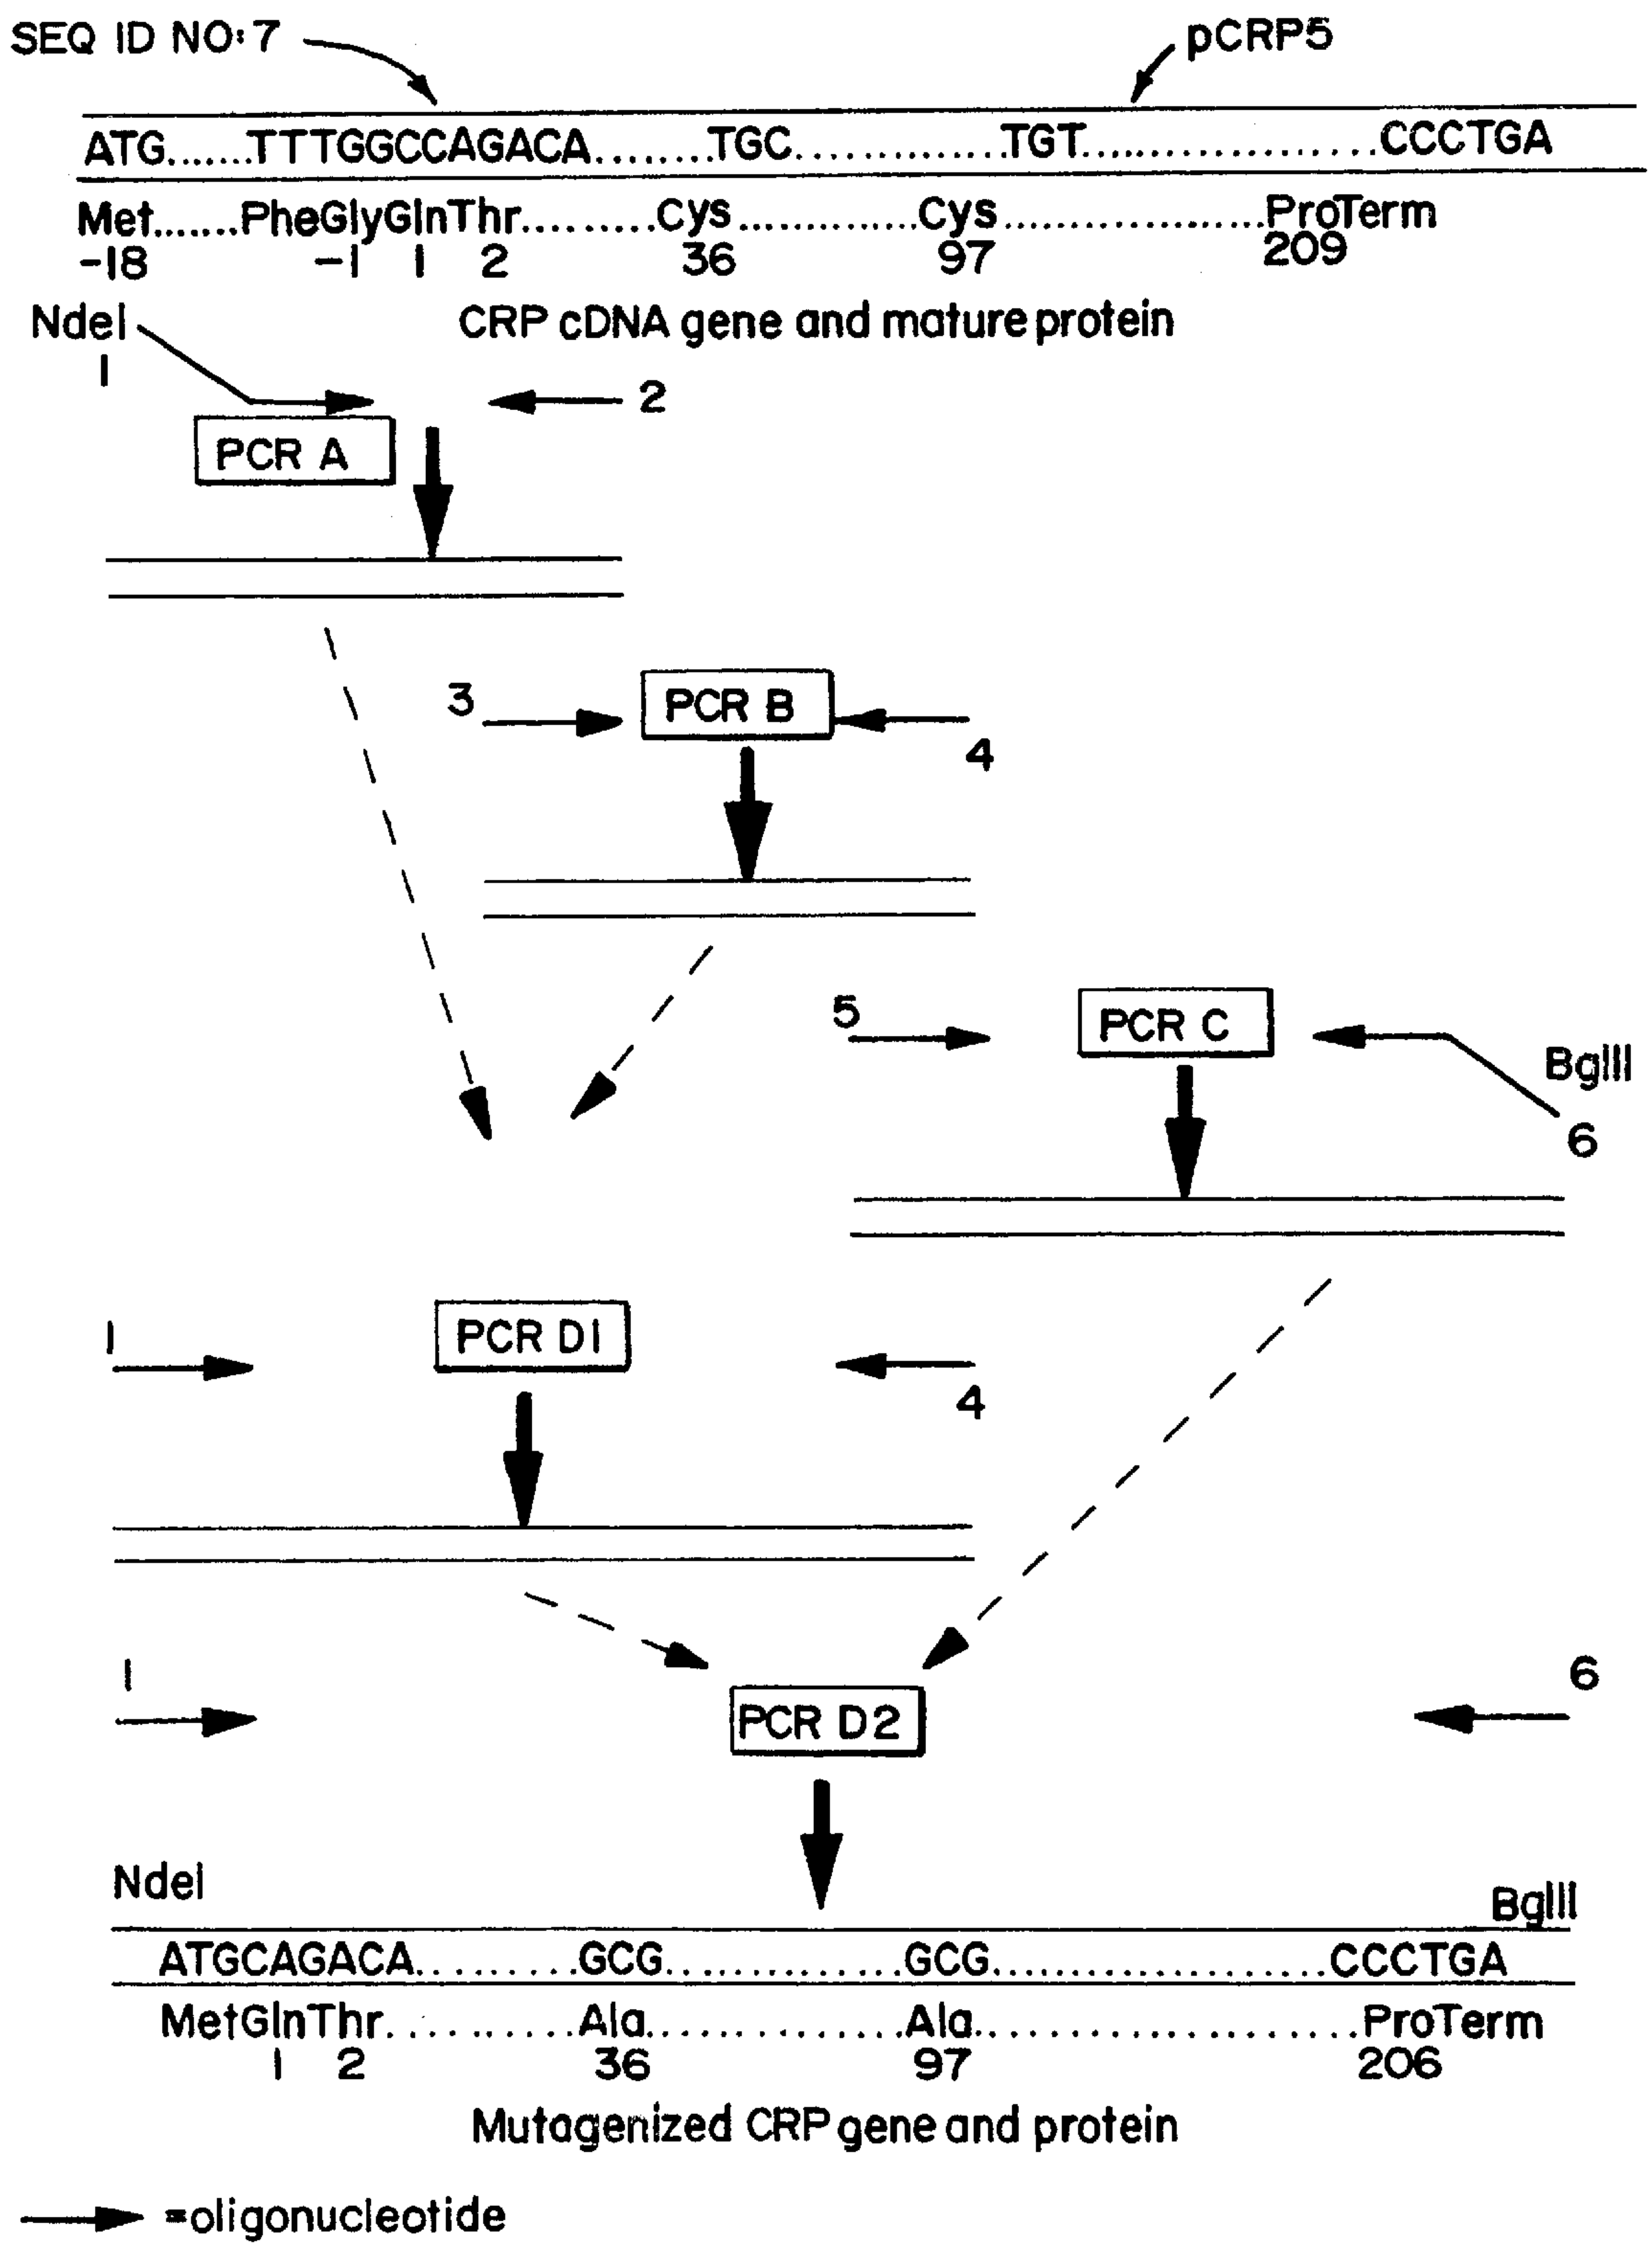 SEQ ID NO: 7
pCRP5
ATG.......TTTGGCCAGACA........TGC..............TGT....................CCCTGA
Met.......PheGlyGlnThr.........Cys..............Cys....................ProTerm
-18 -1 1 2 36 97 209
NdeI
CRP cDNA gene and mature protein
1
2
PCR A
3
PCR B
4
5
PCR C
BglII
6
1
PCR D1
4
1
6
PCR D2
NdeI
BglII
ATGCAGACA..........GCG..............GCG....................CCCTGA
MetGlnThr..........Ala...............Ala.....................ProTerm
1 2 36 97 206
Mutagenized CRP gene and protein
=oligonucleotide